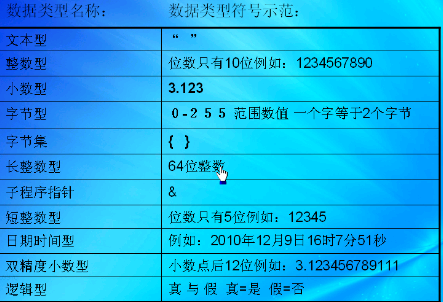 数据类型名称： 数据类型符号示范：
文本型 “ ”
整数型 位数只有10位例如：1234567890
小数型 3.123
字节型 0-255 范围数值 一个字等于2个字节
字节集 { }
长整数型 64位整数
子程序指针 &
短整数型 位数只有5位例如：12345
日期时间型 例如：2010年12月9日16时7分51秒
双精度小数型 小数点后12位例如：3.123456789111
逻辑型 真 与 假 真=是 假=否